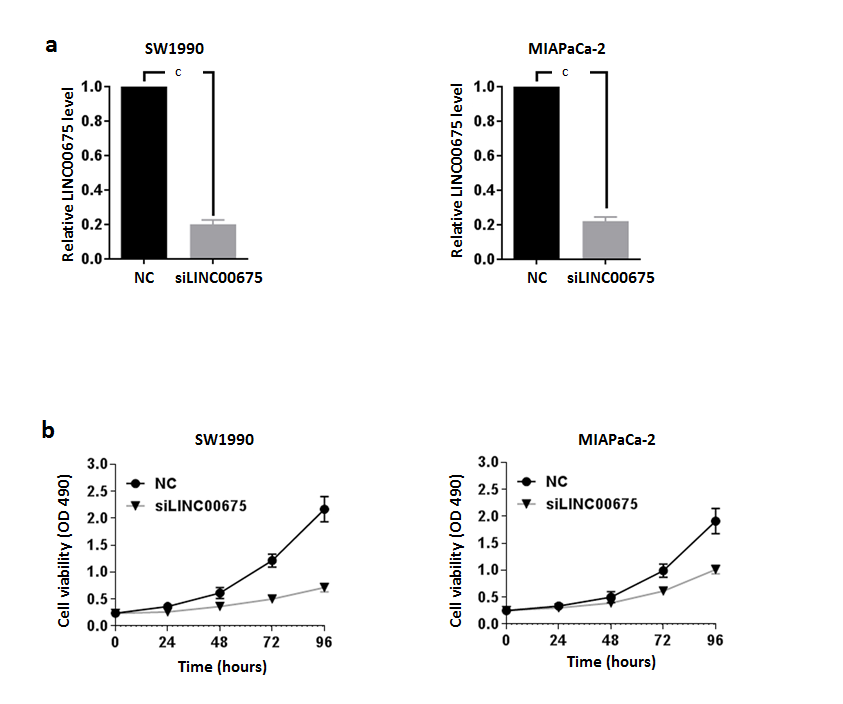 a
SW1990
c
Relative LINC00675 level
1.0
0.8
0.6
0.4
0.2
0.0
NC siLINC00675
MIAPaCa-2
c
Relative LINC00675 level
1.0
0.8
0.6
0.4
0.2
0.0
NC siLINC00675
b
SW1990
Cell viability (OD 490)
3.0
2.5
2.0
1.5
1.0
0.5
0.0
NC
siLINC00675
0 24 48 72 96
Time (hours)
MIAPaCa-2
Cell viability (OD 490)
3.0
2.5
2.0
1.5
1.0
0.5
0.0
NC
siLINC00675
0 24 48 72 96
Time (hours)